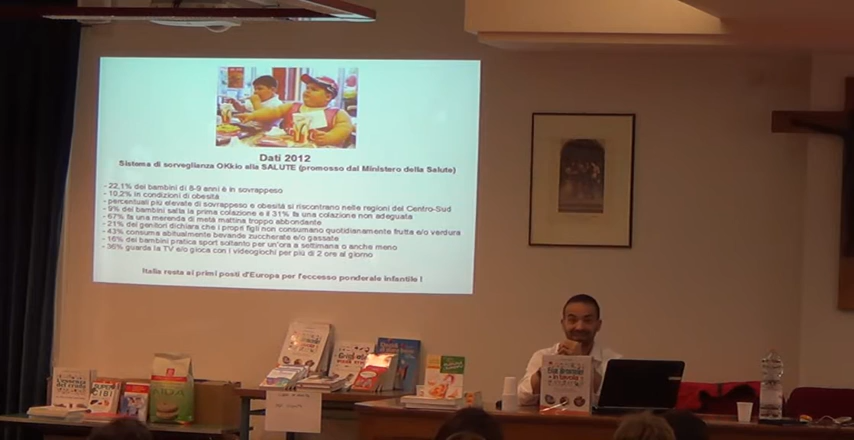 Dati 2012
Sistema di sorveglianza OKkio alla SALUTE (promosso dal Ministero della Salute)
- 22,1% dei bambini di 8-9 anni è in sovrappeso
- 10,2% in condizioni di obesità
- percentuali più elevate di sovrappeso e obesità si riscontrano nelle regioni del Centro-Sud
- 9% dei bambini salta la prima colazione e il 31% fa una colazione non adeguata
- 67% fa una merenda di metà mattina troppo abbondante
- 21% dei genitori dichiara che i propri figli non consumano quotidianamente frutta e/o verdura
- 43% consuma abitualmente bevande zuccherate e/o gassate
- 16% dei bambini pratica sport soltanto per un'ora a settimana o anche meno
- 36% guarda la TV e/o gioca con i videogiochi per più di 2 ore al giorno
Italia resta ai primi posti d'Europa per l'eccesso ponderale infantile !
SUPER
CIBI
in tavola